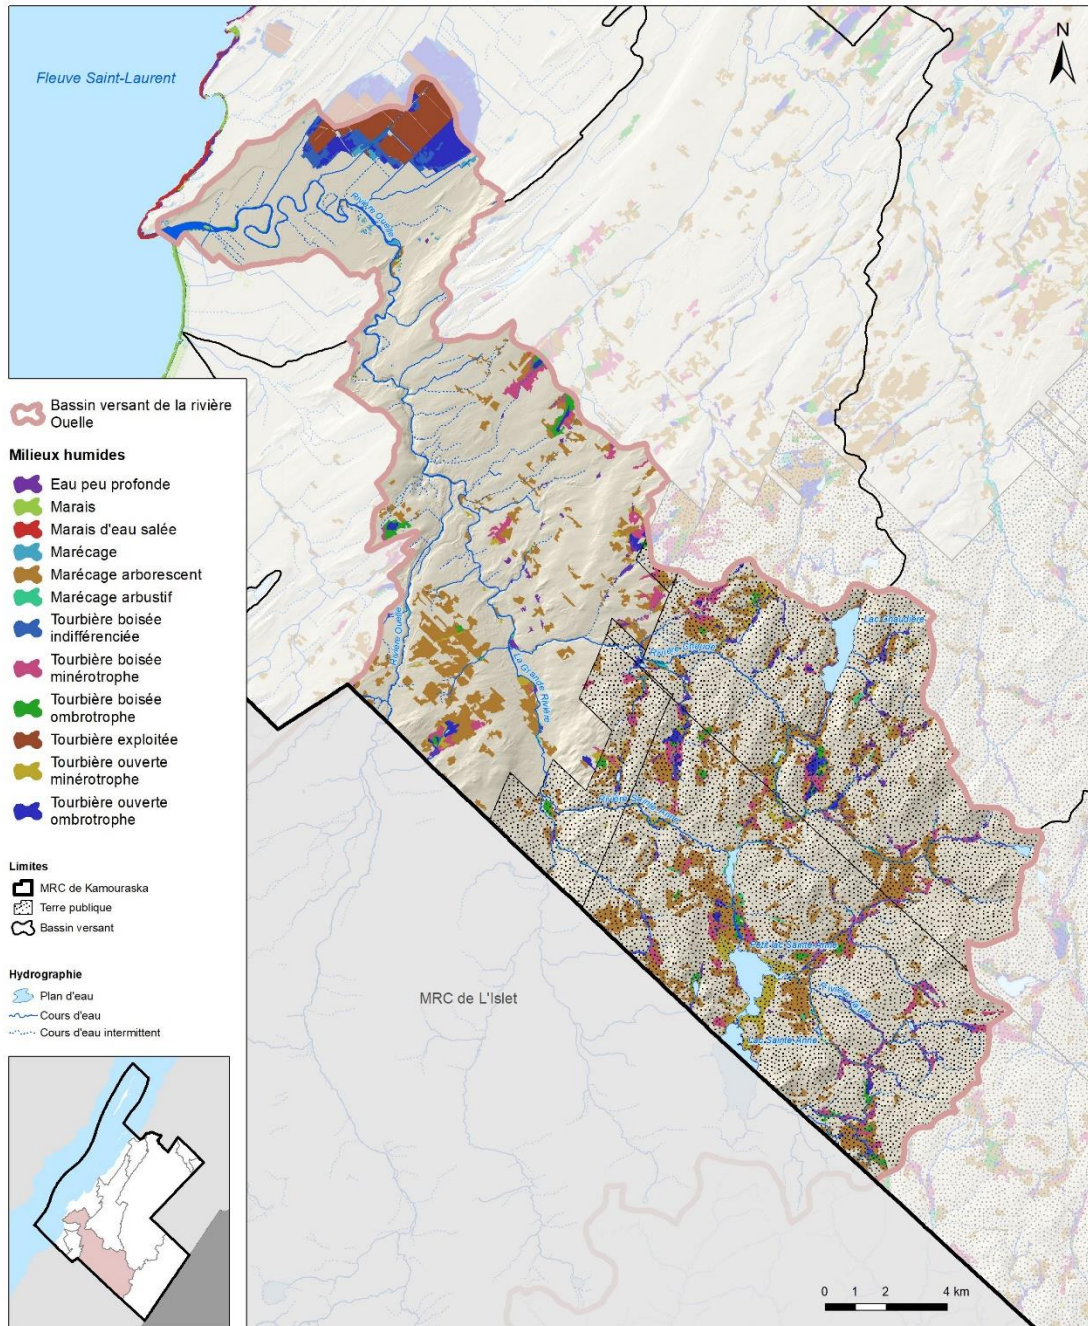 N
Fleuve Saint-Laurent
Rivière Ouelle
Bassin versant de la rivière
Ouelle
Milieux humides
Eau peu profonde
Marais
Marais d'eau salée
Marécage
Marécage arborescent
Marécage arbustif
Tourbière boisée
indifférenciée
Tourbière boisée
minérotrophe
Tourbière boisée
ombrotrophe
Tourbière exploitée
Tourbière ouverte
minérotrophe
Tourbière ouverte
ombrotrophe
Limites
MRC de Kamouraska
Terre publique
Bassin versant
Hydrographie
Plan d'eau
Cours d'eau
Cours d'eau intermittent
Lac Chaudière
Rivière Ouelle
La Grande Rivière
Rivière Sainte-Anne
Petit lac Sainte-Anne
Lac Sainte-Anne
MRC de L'Islet
0 1 2 4 km